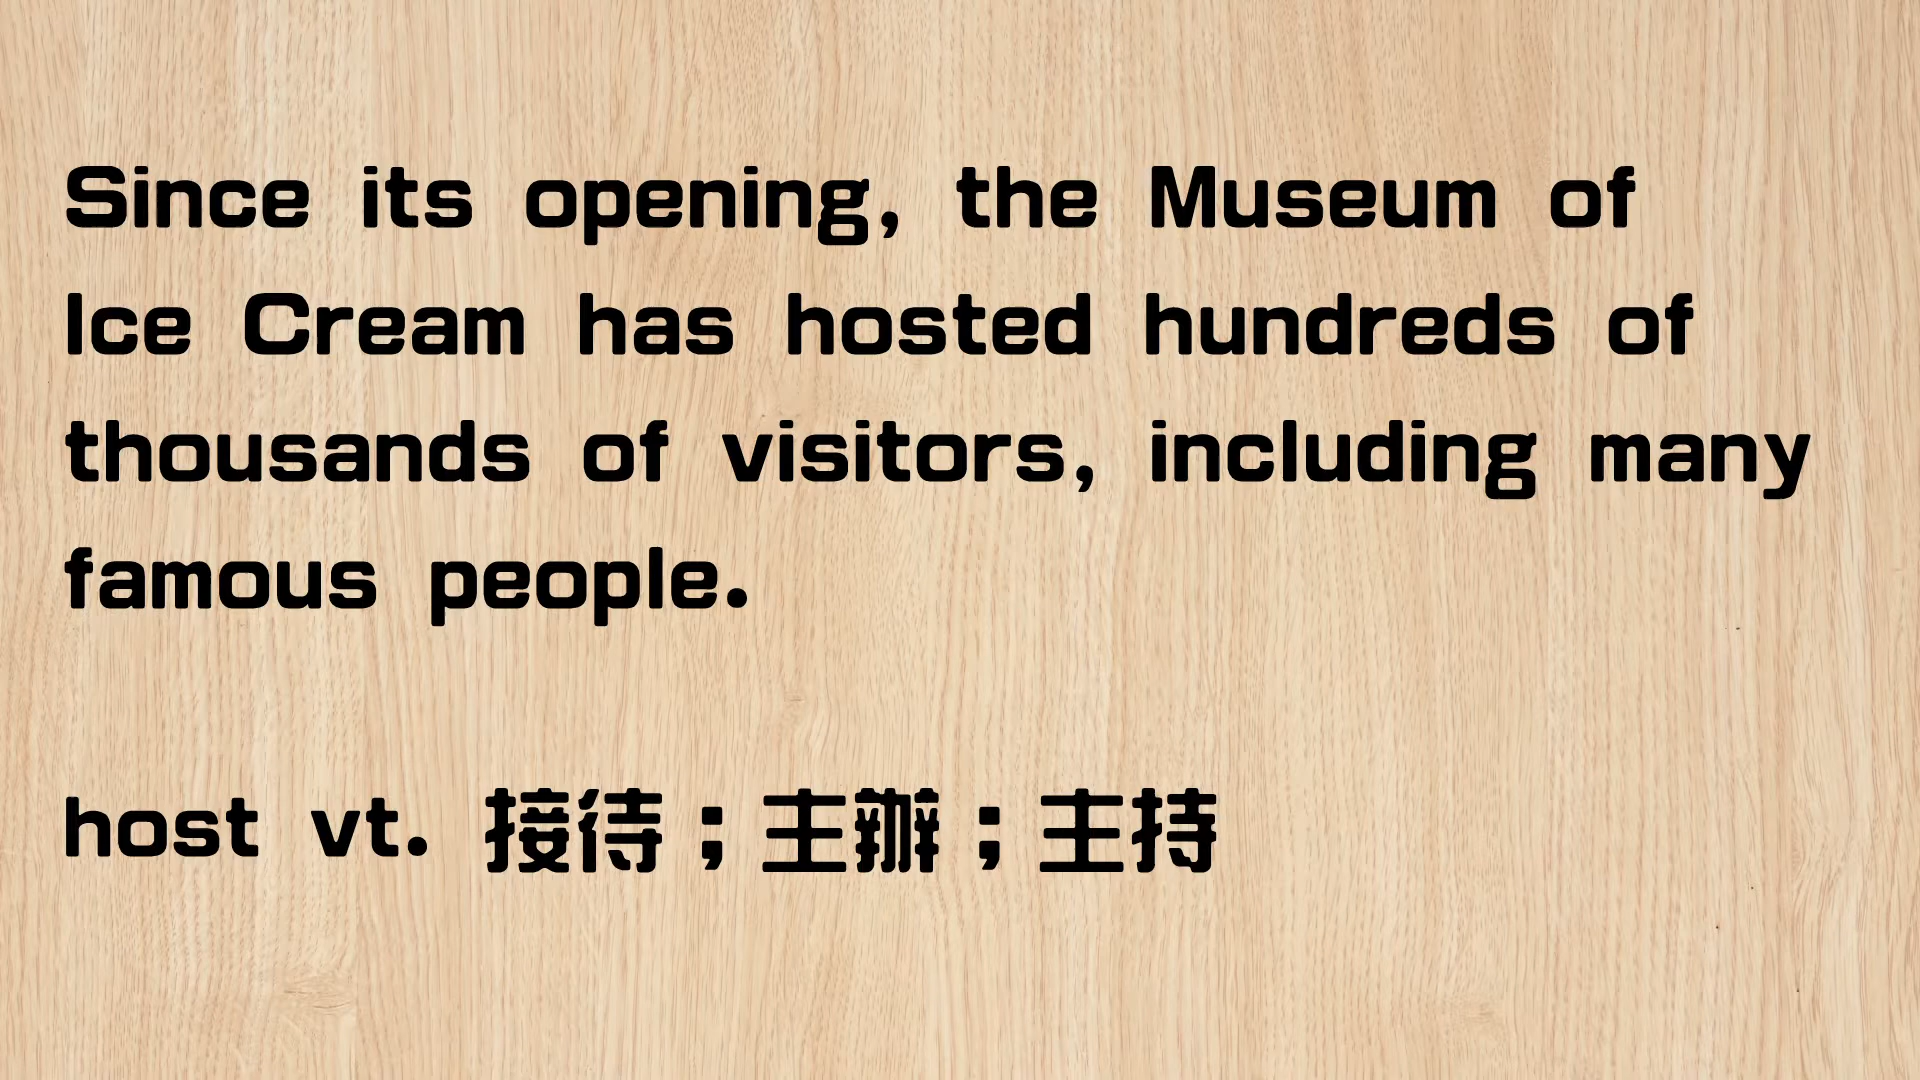 Since its opening, the Museum of
Ice Cream has hosted hundreds of
thousands of visitors, including many
famous people.
host vt. 接待；主辦；主持